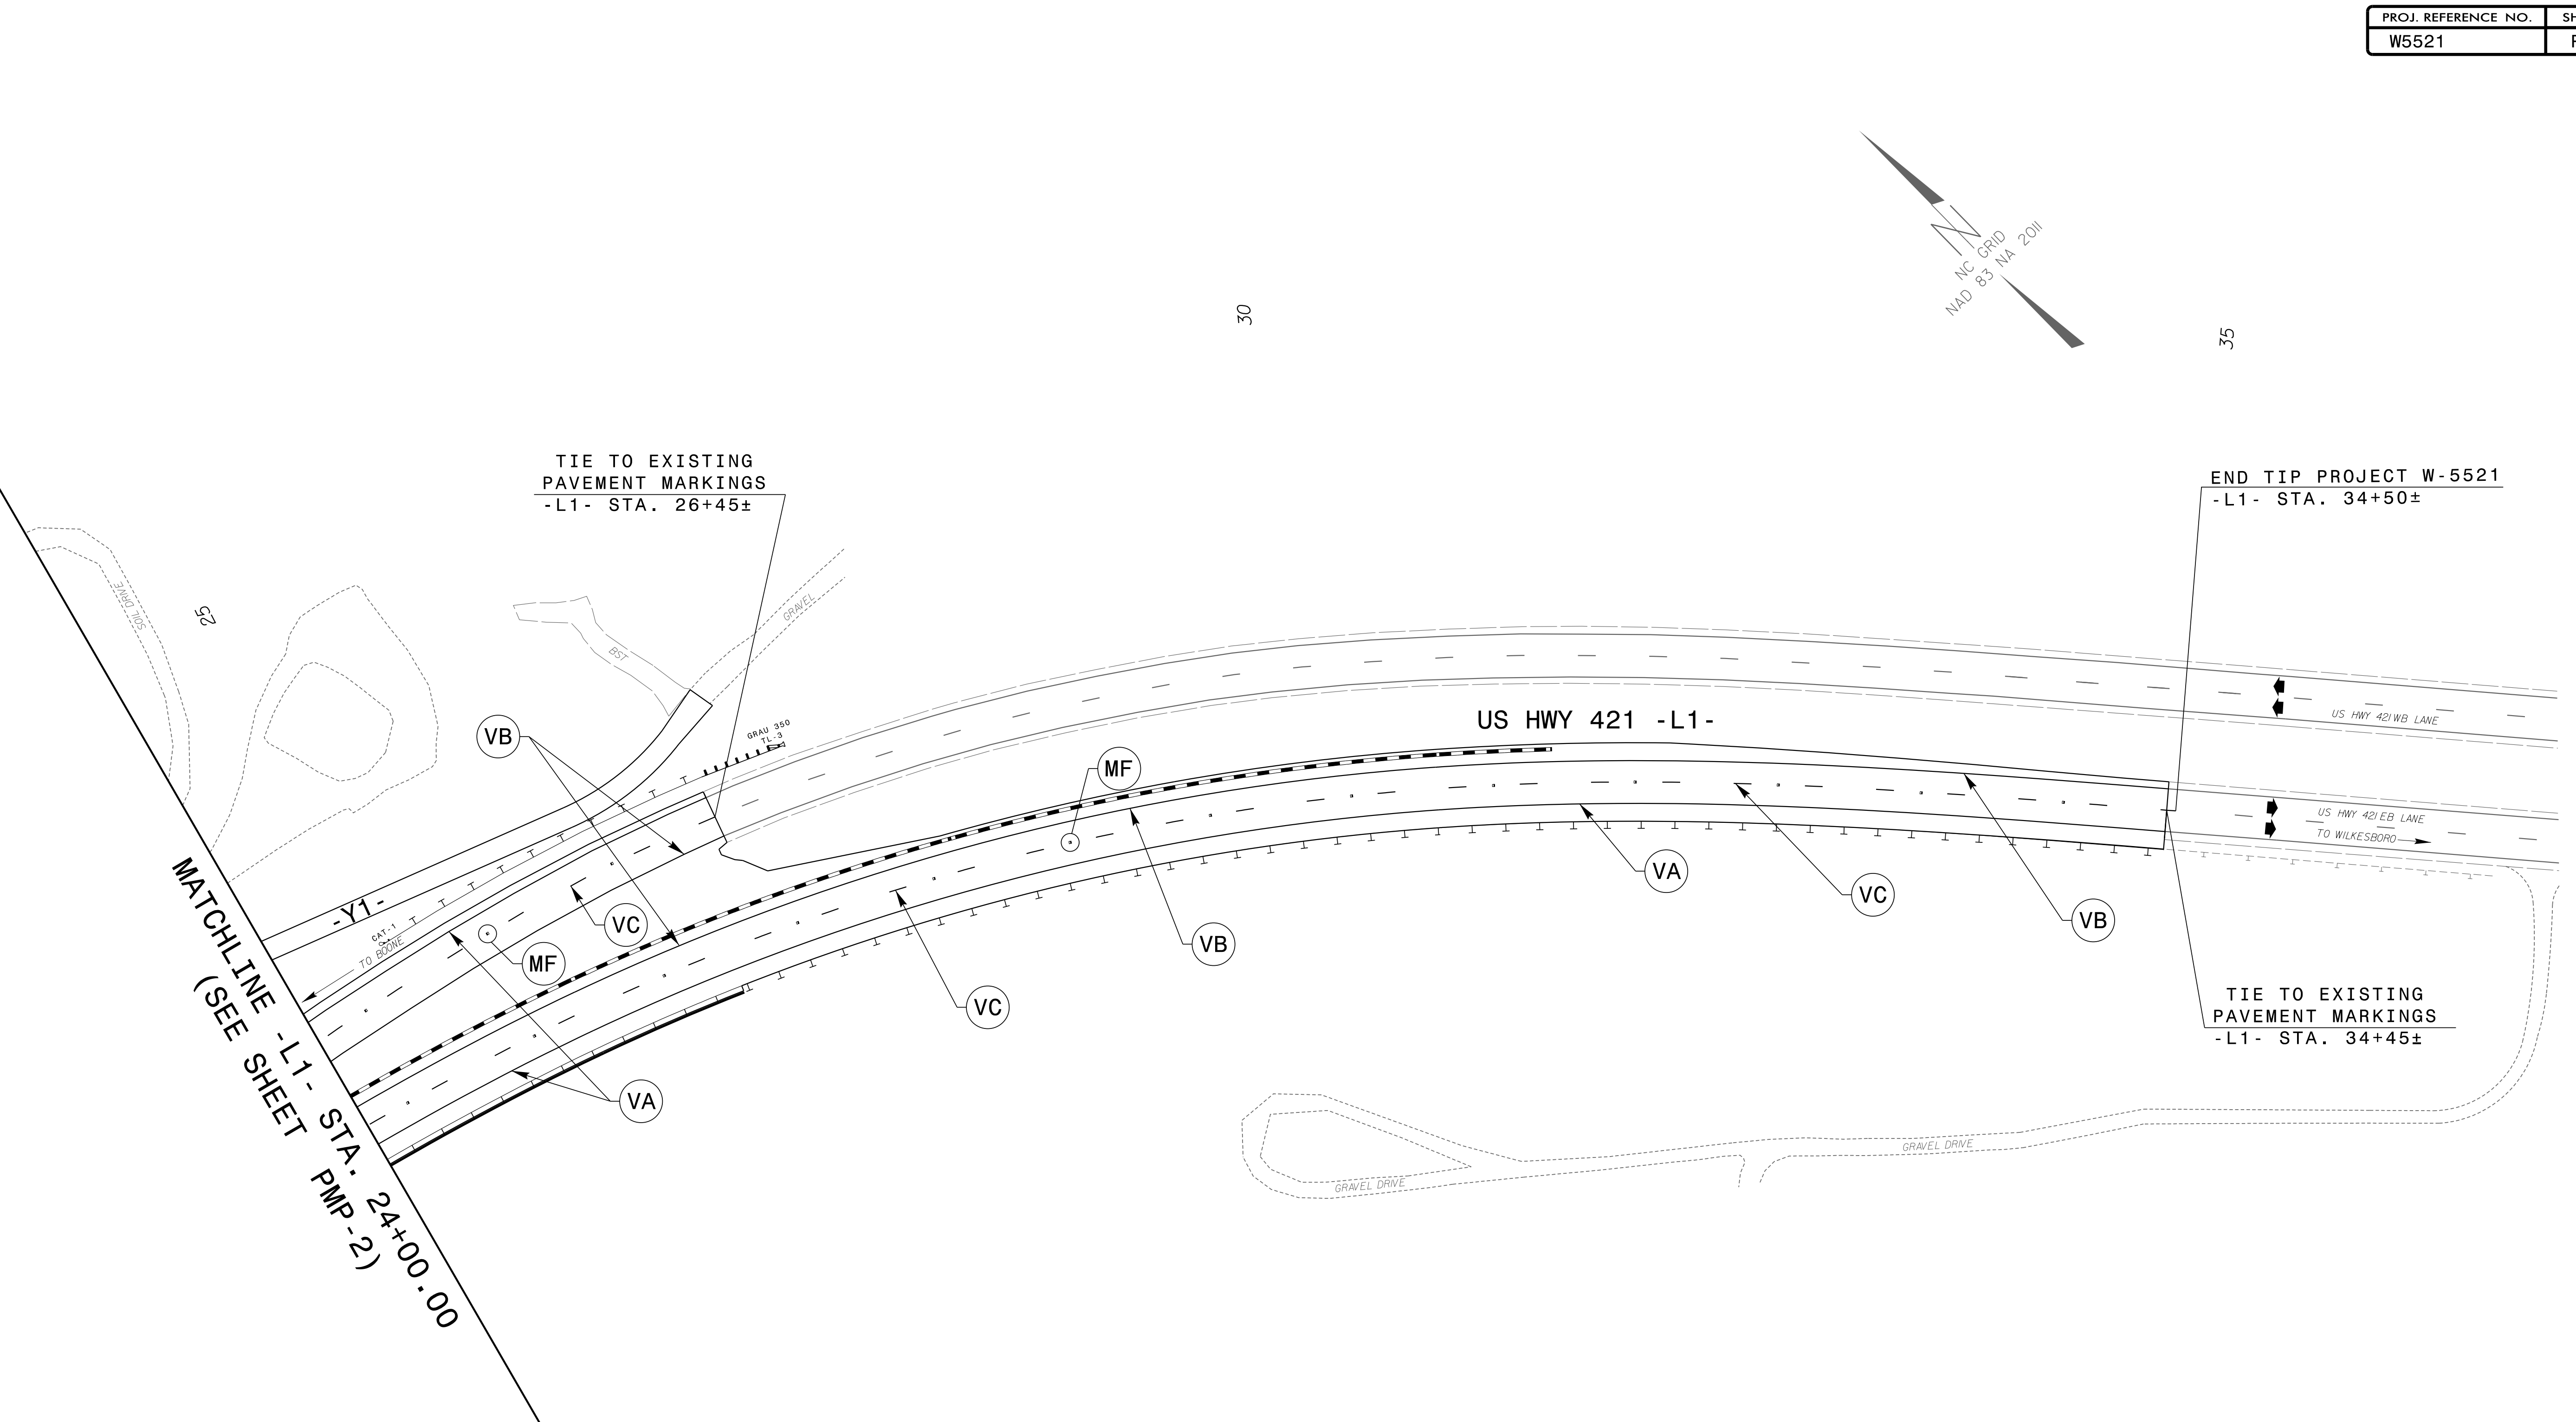 PROJ. REFERENCE NO.
W5521
NC GRID
NAD 83 NA 2011
30
35
25
TIE TO EXISTING
PAVEMENT MARKINGS
-L1- STA. 26+45±
END TIP PROJECT W-5521
-L1- STA. 34+50±
SOIL DRIVE
BST
GRAVEL
GRAU 350
TL-3
VB
US HWY 421 -L1-
US HWY 421 WB LANE
MF
US HWY 421 EB LANE
TO WILKESBORO
VA
VC
VB
-Y1-
CAT-1
TO BOONE
VC
MF
VB
VC
VA
TIE TO EXISTING
PAVEMENT MARKINGS
-L1- STA. 34+45±
MATCHLINE -L1- STA. 24+00.00
(SEE SHEET PMP-2)
GRAVEL DRIVE
GRAVEL DRIVE